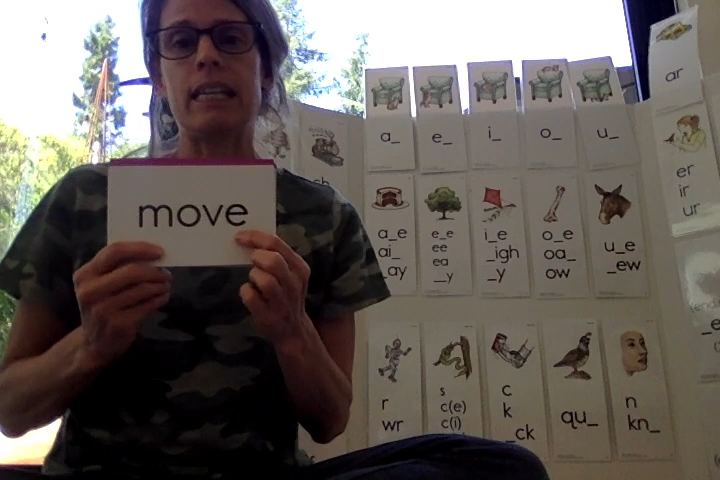 move
ch
a_
e_
i_
o_
u_
ar
a_e
ai_
_ay
e_e
ee
ea
_y
i_e
_igh
_y
o_e
oa_
ow
u_e
_ew
er
ir
ur
r
wr
s
c(e)
c(i)
c
k
_ck
qu_
n
kn_